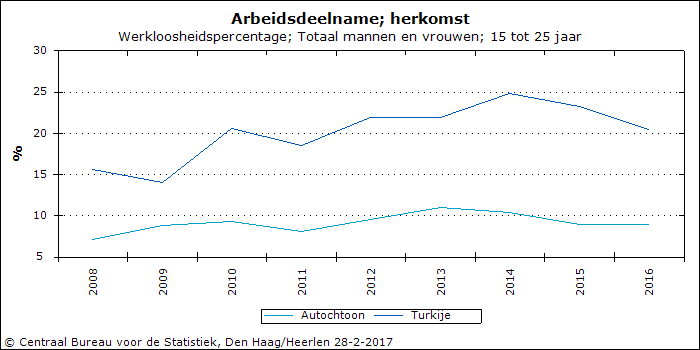 Arbeidsdeelname; herkomst
Werkloosheidspercentage; Totaal mannen en vrouwen; 15 tot 25 jaar
30
25
20
15
10
5
%
2008 2009 2010 2011 2012 2013 2014 2015 2016
Autochtoon Turkije
© Centraal Bureau voor de Statistiek, Den Haag/Heerlen 28-2-2017